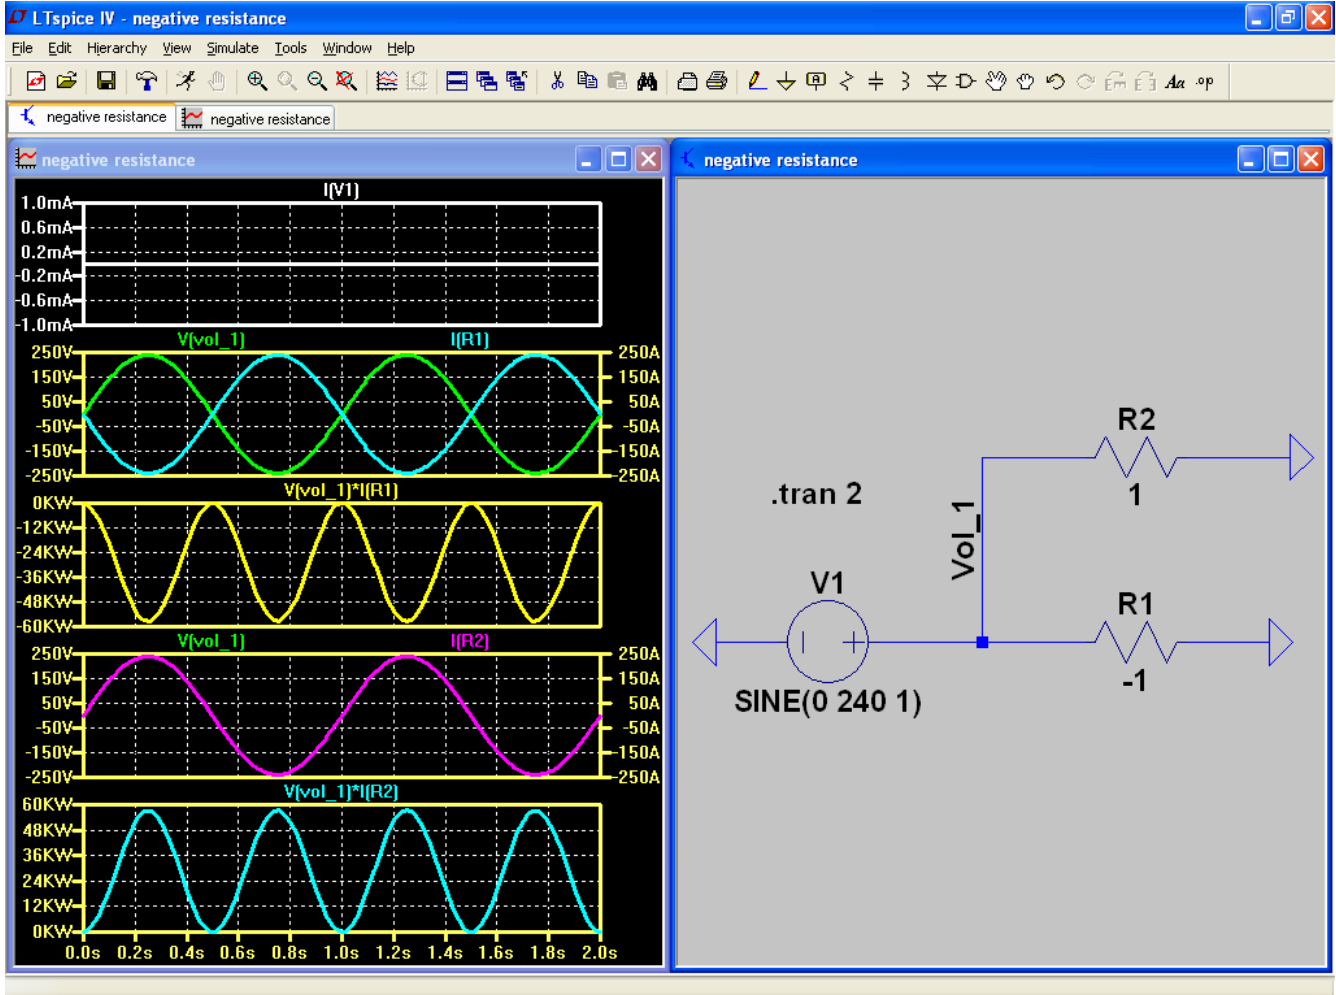 LTspice IV - negative resistance
File Edit Hierarchy View Simulate Tools Window Help
Aa .op
negative resistance negative resistance
negative resistance
I(V1)
1.0mA
0.6mA
0.2mA
-0.2mA
-0.6mA
-1.0mA
V(vol_1) I(R1)
250V 250A
150V 150A
50V 50A
-50V -50A
-150V -150A
-250V -250A
V(vol_1)*I(R1)
0KW
-12KW
-24KW
-36KW
-48KW
-60KW
V(vol_1) I(R2)
250V 250A
150V 150A
50V 50A
-50V -50A
-150V -150A
-250V -250A
V(vol_1)*I(R2)
60KW
48KW
36KW
24KW
12KW
0KW
0.0s 0.2s 0.4s 0.6s 0.8s 1.0s 1.2s 1.4s 1.6s 1.8s 2.0s
negative resistance
R2
1
.tran 2
Vol_1
V1
R1
-1
SINE(0 240 1)